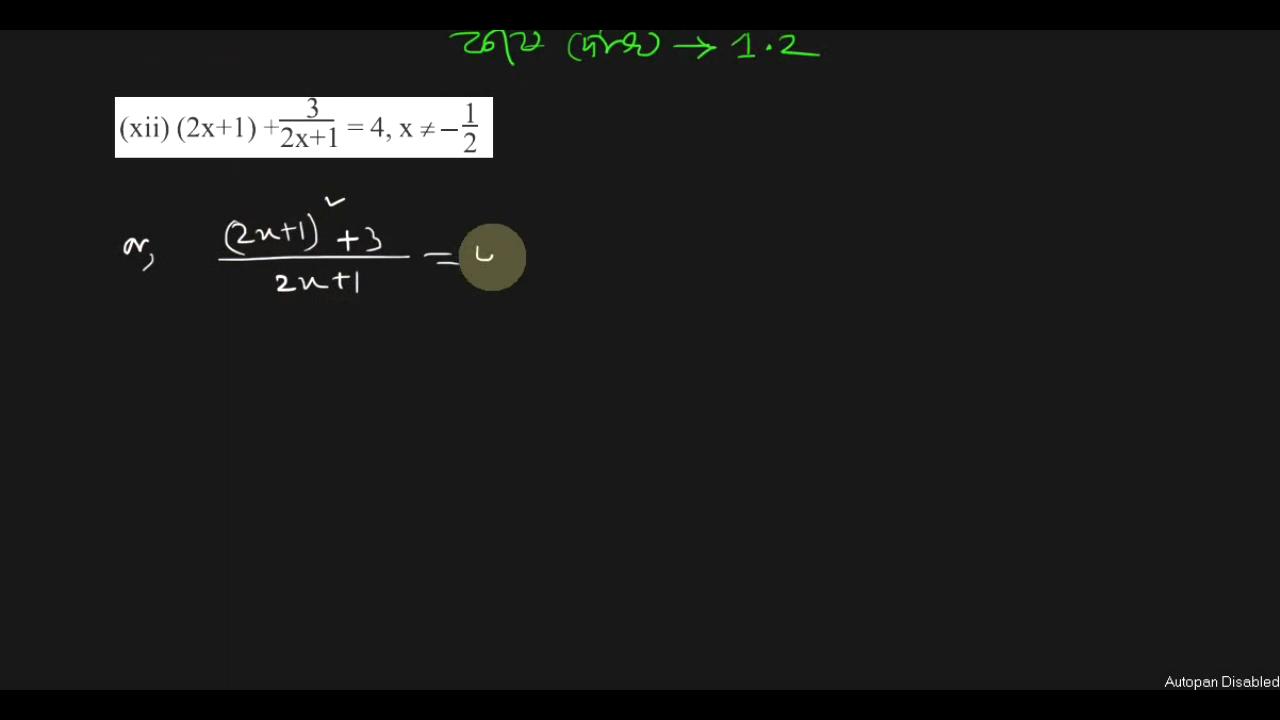 → 1.2
(xii) (2x+1) + 3/(2x+1) = 4, x ≠ -1/2
or, ((2x+1)² + 3)/(2x+1) =
Autopan Disabled